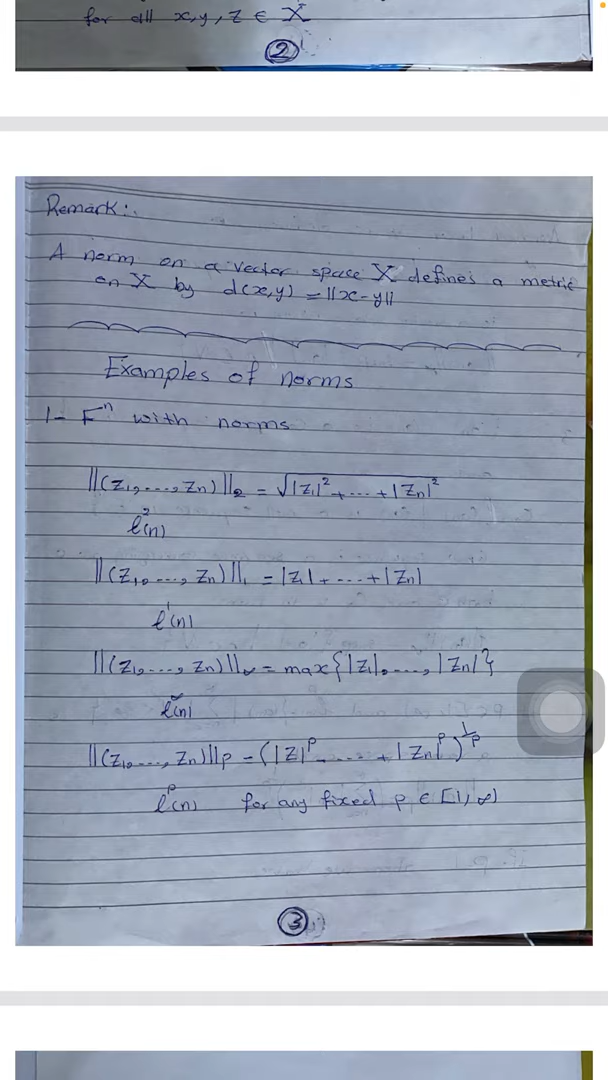 for all x,y,z ∈ X
2
Remark:.
A norm on a vector space X defines a metric
on X by d(x,y) = ||x-y||
Examples of norms
1- Fⁿ with norms
||(z₁,...,zₙ)||₂ = √|z₁|²+...+|zₙ|²
ℓ²(n)
||(z₁,...,zₙ)||₁ = |z₁|+...+|zₙ|
ℓ¹(n)
||(z₁,..., zₙ)||∞ = max{|z₁|,...,|zₙ|}
ℓ∞(n)
||(z₁,...,zₙ)||p = (|z|ᵖ ... + |zₙ|ᵖ)^1/p
ℓᵖ(n) for any fixed p ∈ [1,∞)
3